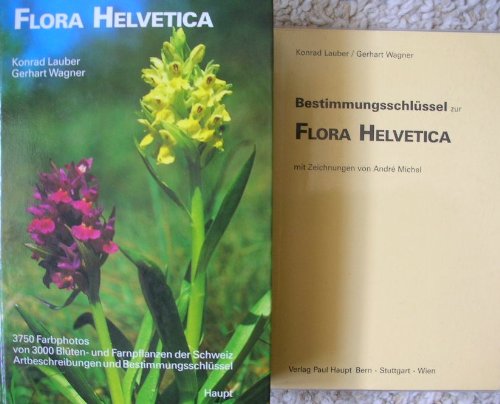 FLORA HELVETICA
Konrad Lauber
Gerhart Wagner
3750 Farbphotos
von 3000 Blüten- und Farnpflanzen der Schweiz
Artbeschreibungen und Bestimmungsschlüssel
Haupt
Konrad Lauber / Gerhart Wagner
Bestimmungsschlüssel zur
FLORA HELVETICA
mit Zeichnungen von André Michel
Verlag Paul Haupt Bern · Stuttgart · Wien